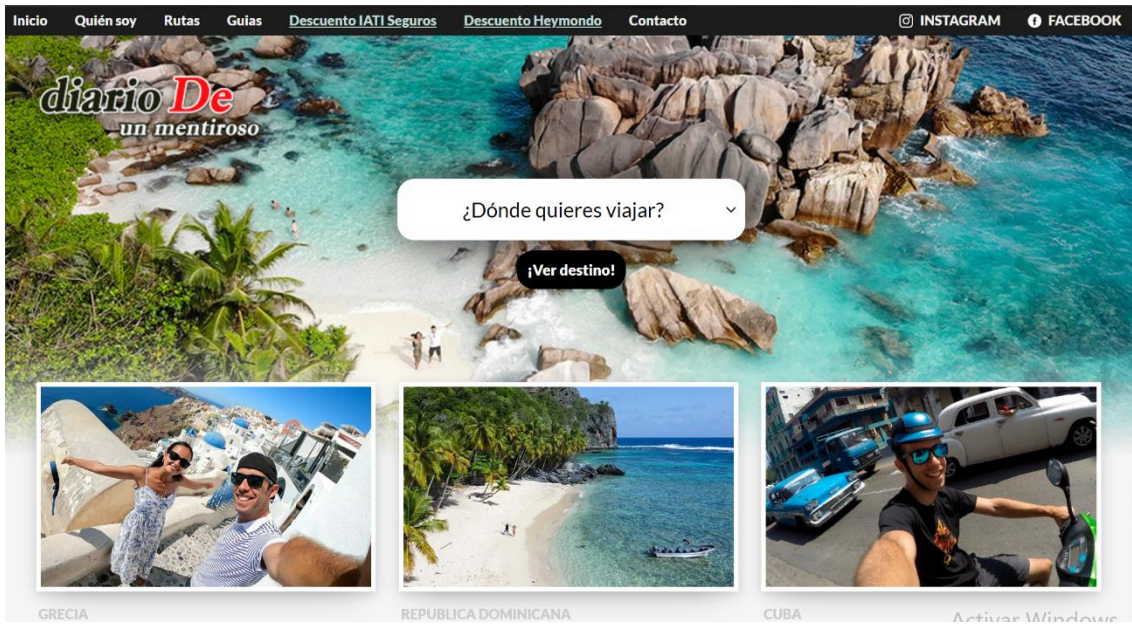 Inicio Quién soy Rutas Guias Descuento IATI Seguros Descuento Heymondo Contacto INSTAGRAM FACEBOOK
diario De
un mentiroso
¿Dónde quieres viajar?
¡Ver destino!
GRECIA REPUBLICA DOMINICANA CUBA
Activar Windows